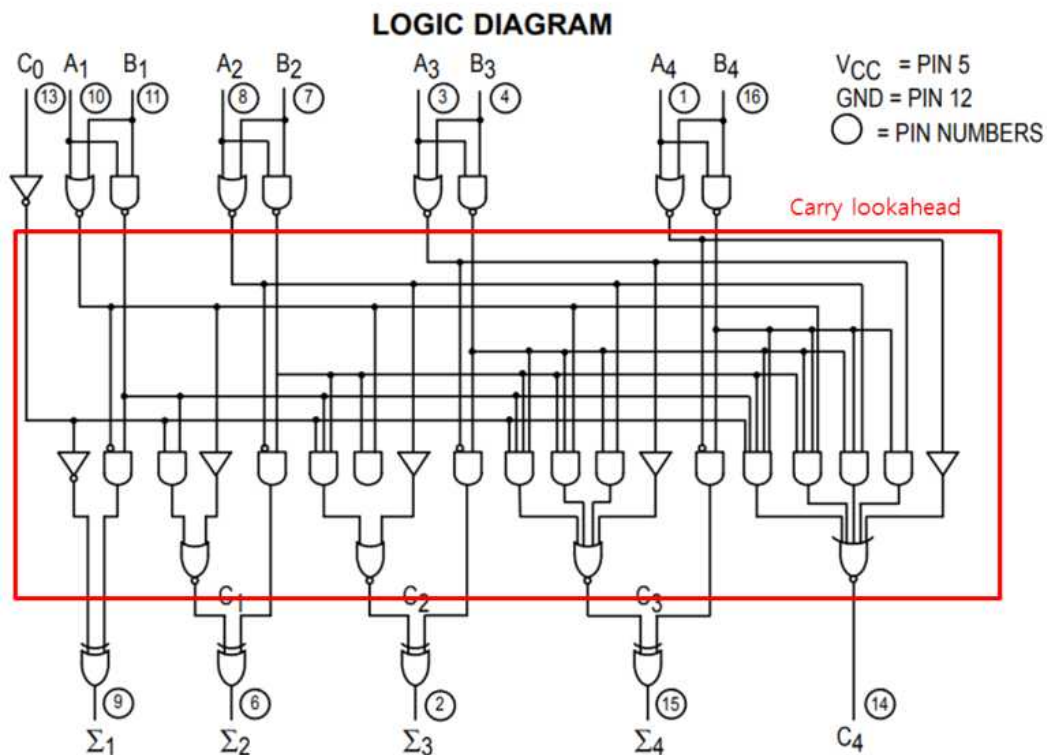 LOGIC DIAGRAM
C0 A1 B1 A2 B2 A3 B3 A4 B4
13 10 11 8 7 3 4 1 16
VCC = PIN 5
GND = PIN 12
= PIN NUMBERS
Carry lookahead
C1 C2 C3
9 6 2 15 14
Σ1 Σ2 Σ3 Σ4 C4